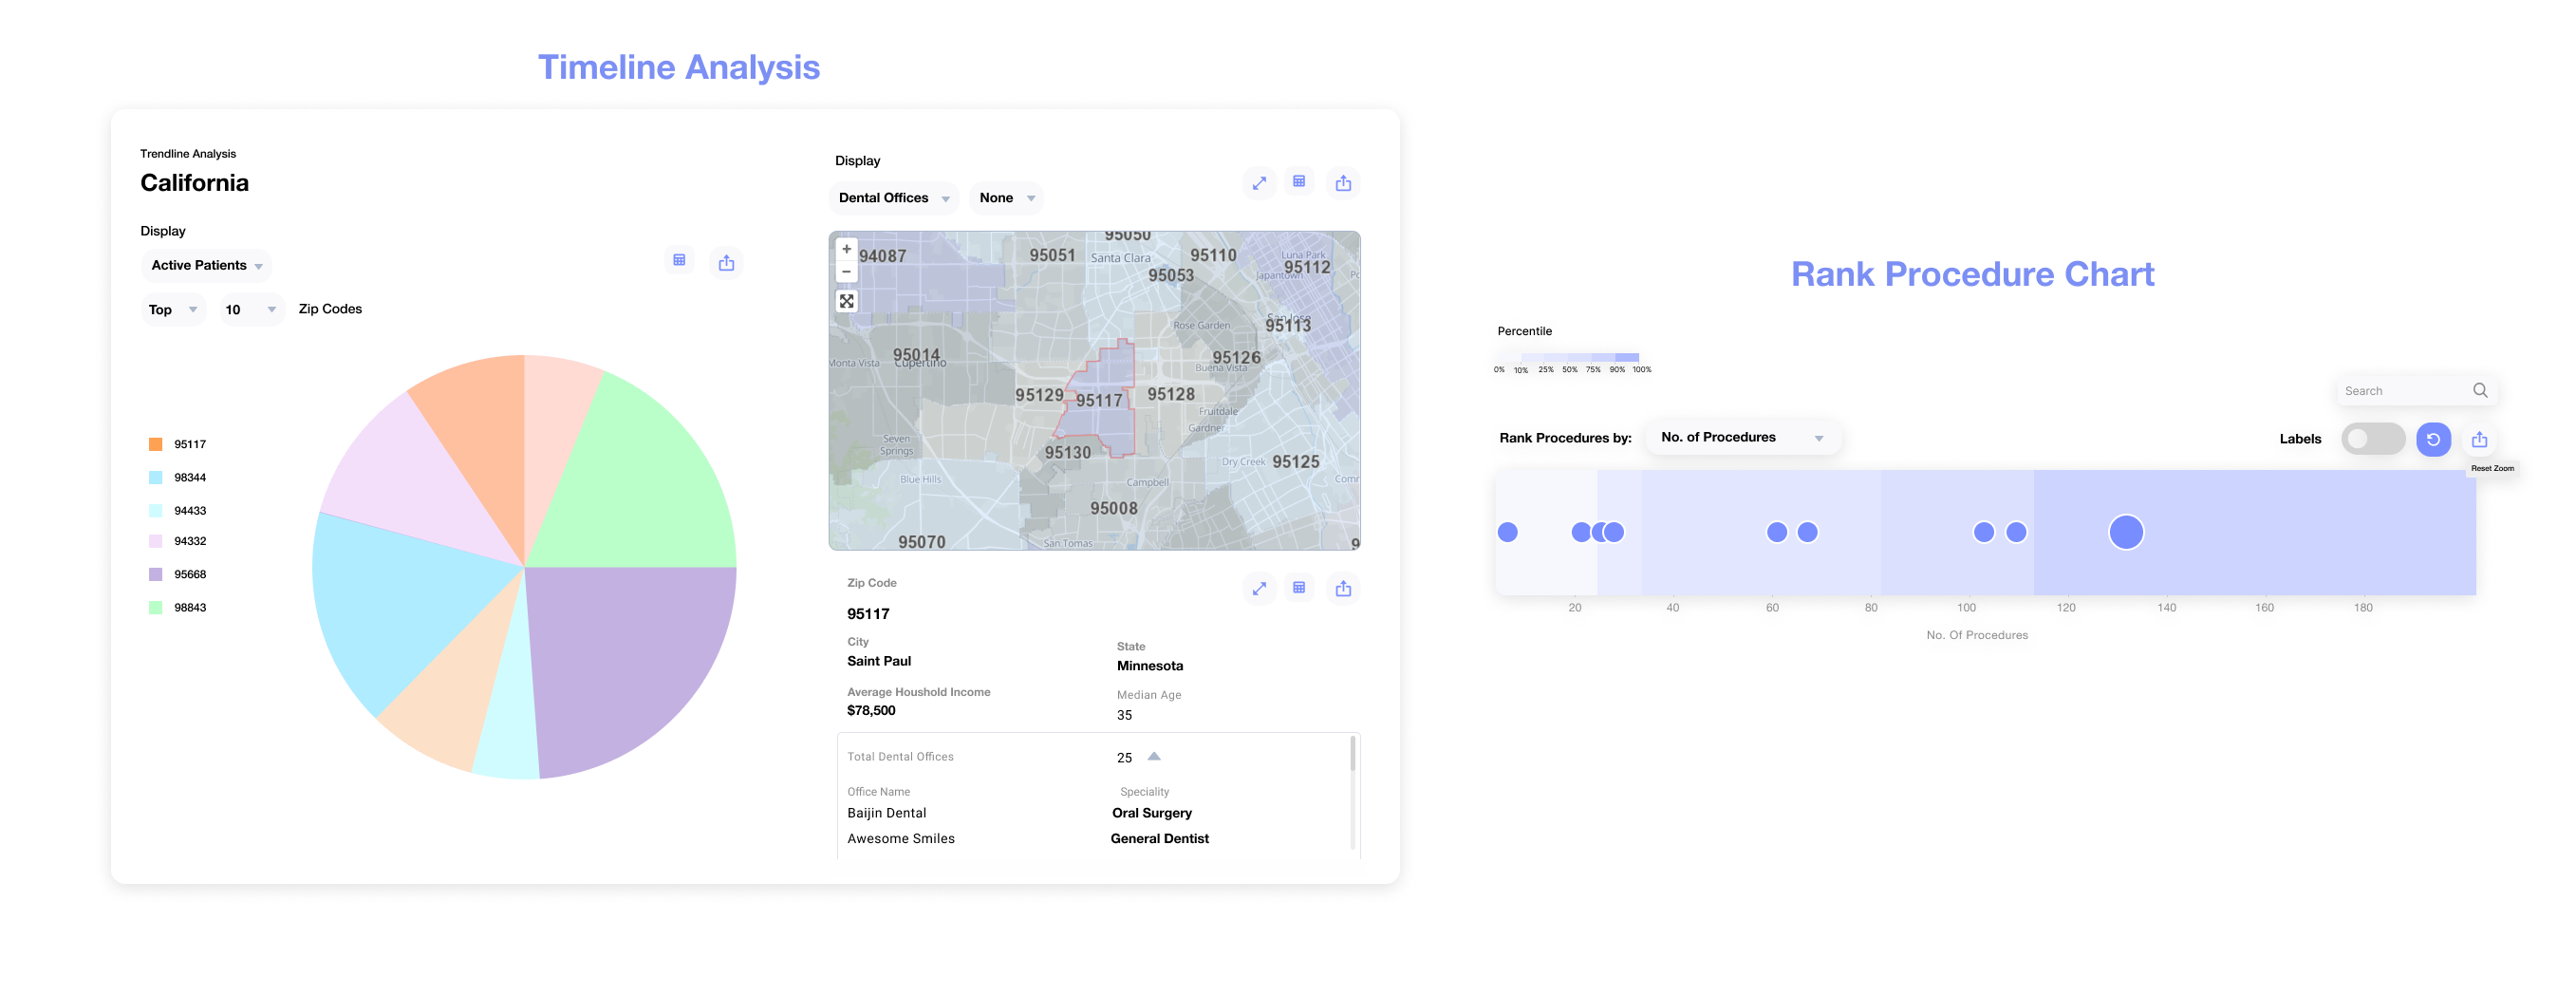 Timeline Analysis
Trendline Analysis
California
Display
Active Patients
Top 10 Zip Codes
95117
98344
94433
94332
95668
98843
Display
Dental Offices None
+
−
95050
94087 95051 Santa Clara 95110 Luna Park
95053 Japantown 95112
San Jose
Rose Garden 95113
95014 95126
Monta Vista Cupertino Buena Vista
95129 95117 95128
Fruitdale
Gardner
Seven
Springs 95130 Dry Creek 95125
Blue Hills Campbell
95008
95070 San Tomas
Zip Code
95117
City State
Saint Paul Minnesota
Average Houshold Income Median Age
$78,500 35
Total Dental Offices 25
Office Name Speciality
Baijin Dental Oral Surgery
Awesome Smiles General Dentist
Rank Procedure Chart
Percentile
0% 10% 25% 50% 75% 90% 100%
Search
Rank Procedures by: No. of Procedures Labels
Reset Zoom
20 40 60 80 100 120 140 160 180
No. Of Procedures